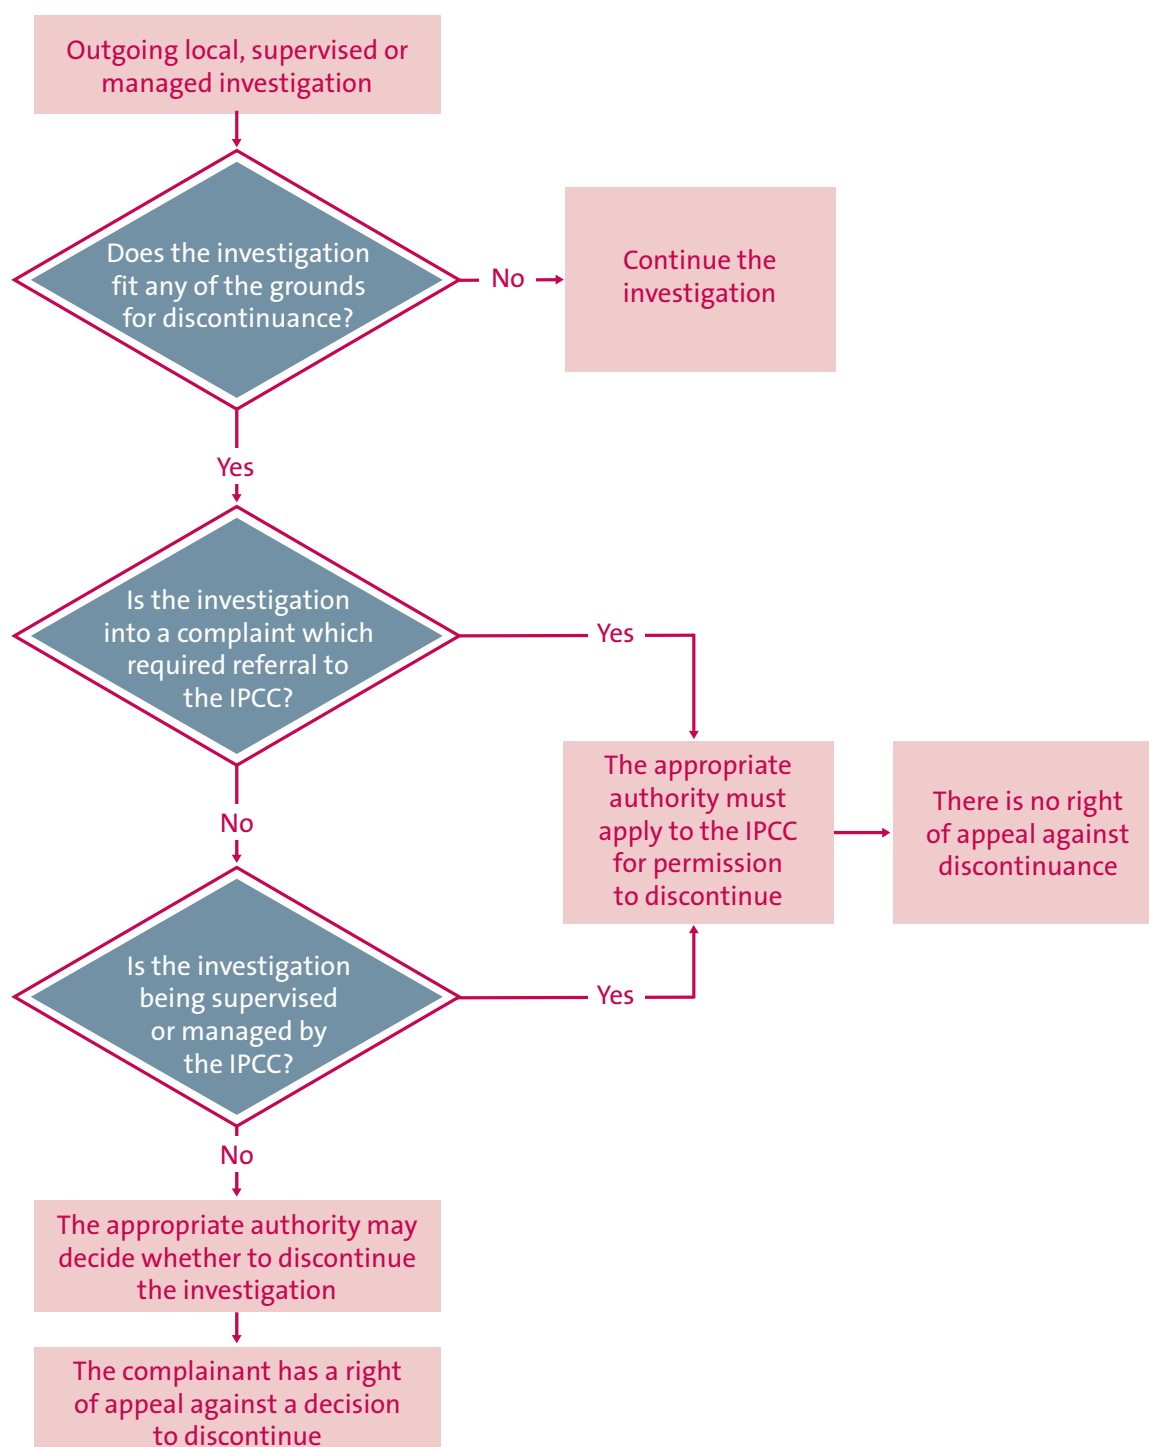 Outgoing local, supervised or
managed investigation
Does the investigation
fit any of the grounds
for discontinuance?
No
Continue the
investigation
Yes
Is the investigation
into a complaint which
required referral to
the IPCC?
Yes
No
The appropriate
authority must
apply to the IPCC
for permission
to discontinue
There is no right
of appeal against
discontinuance
Is the investigation
being supervised
or managed by
the IPCC?
Yes
No
The appropriate authority may
decide whether to discontinue
the investigation
The complainant has a right
of appeal against a decision
to discontinue